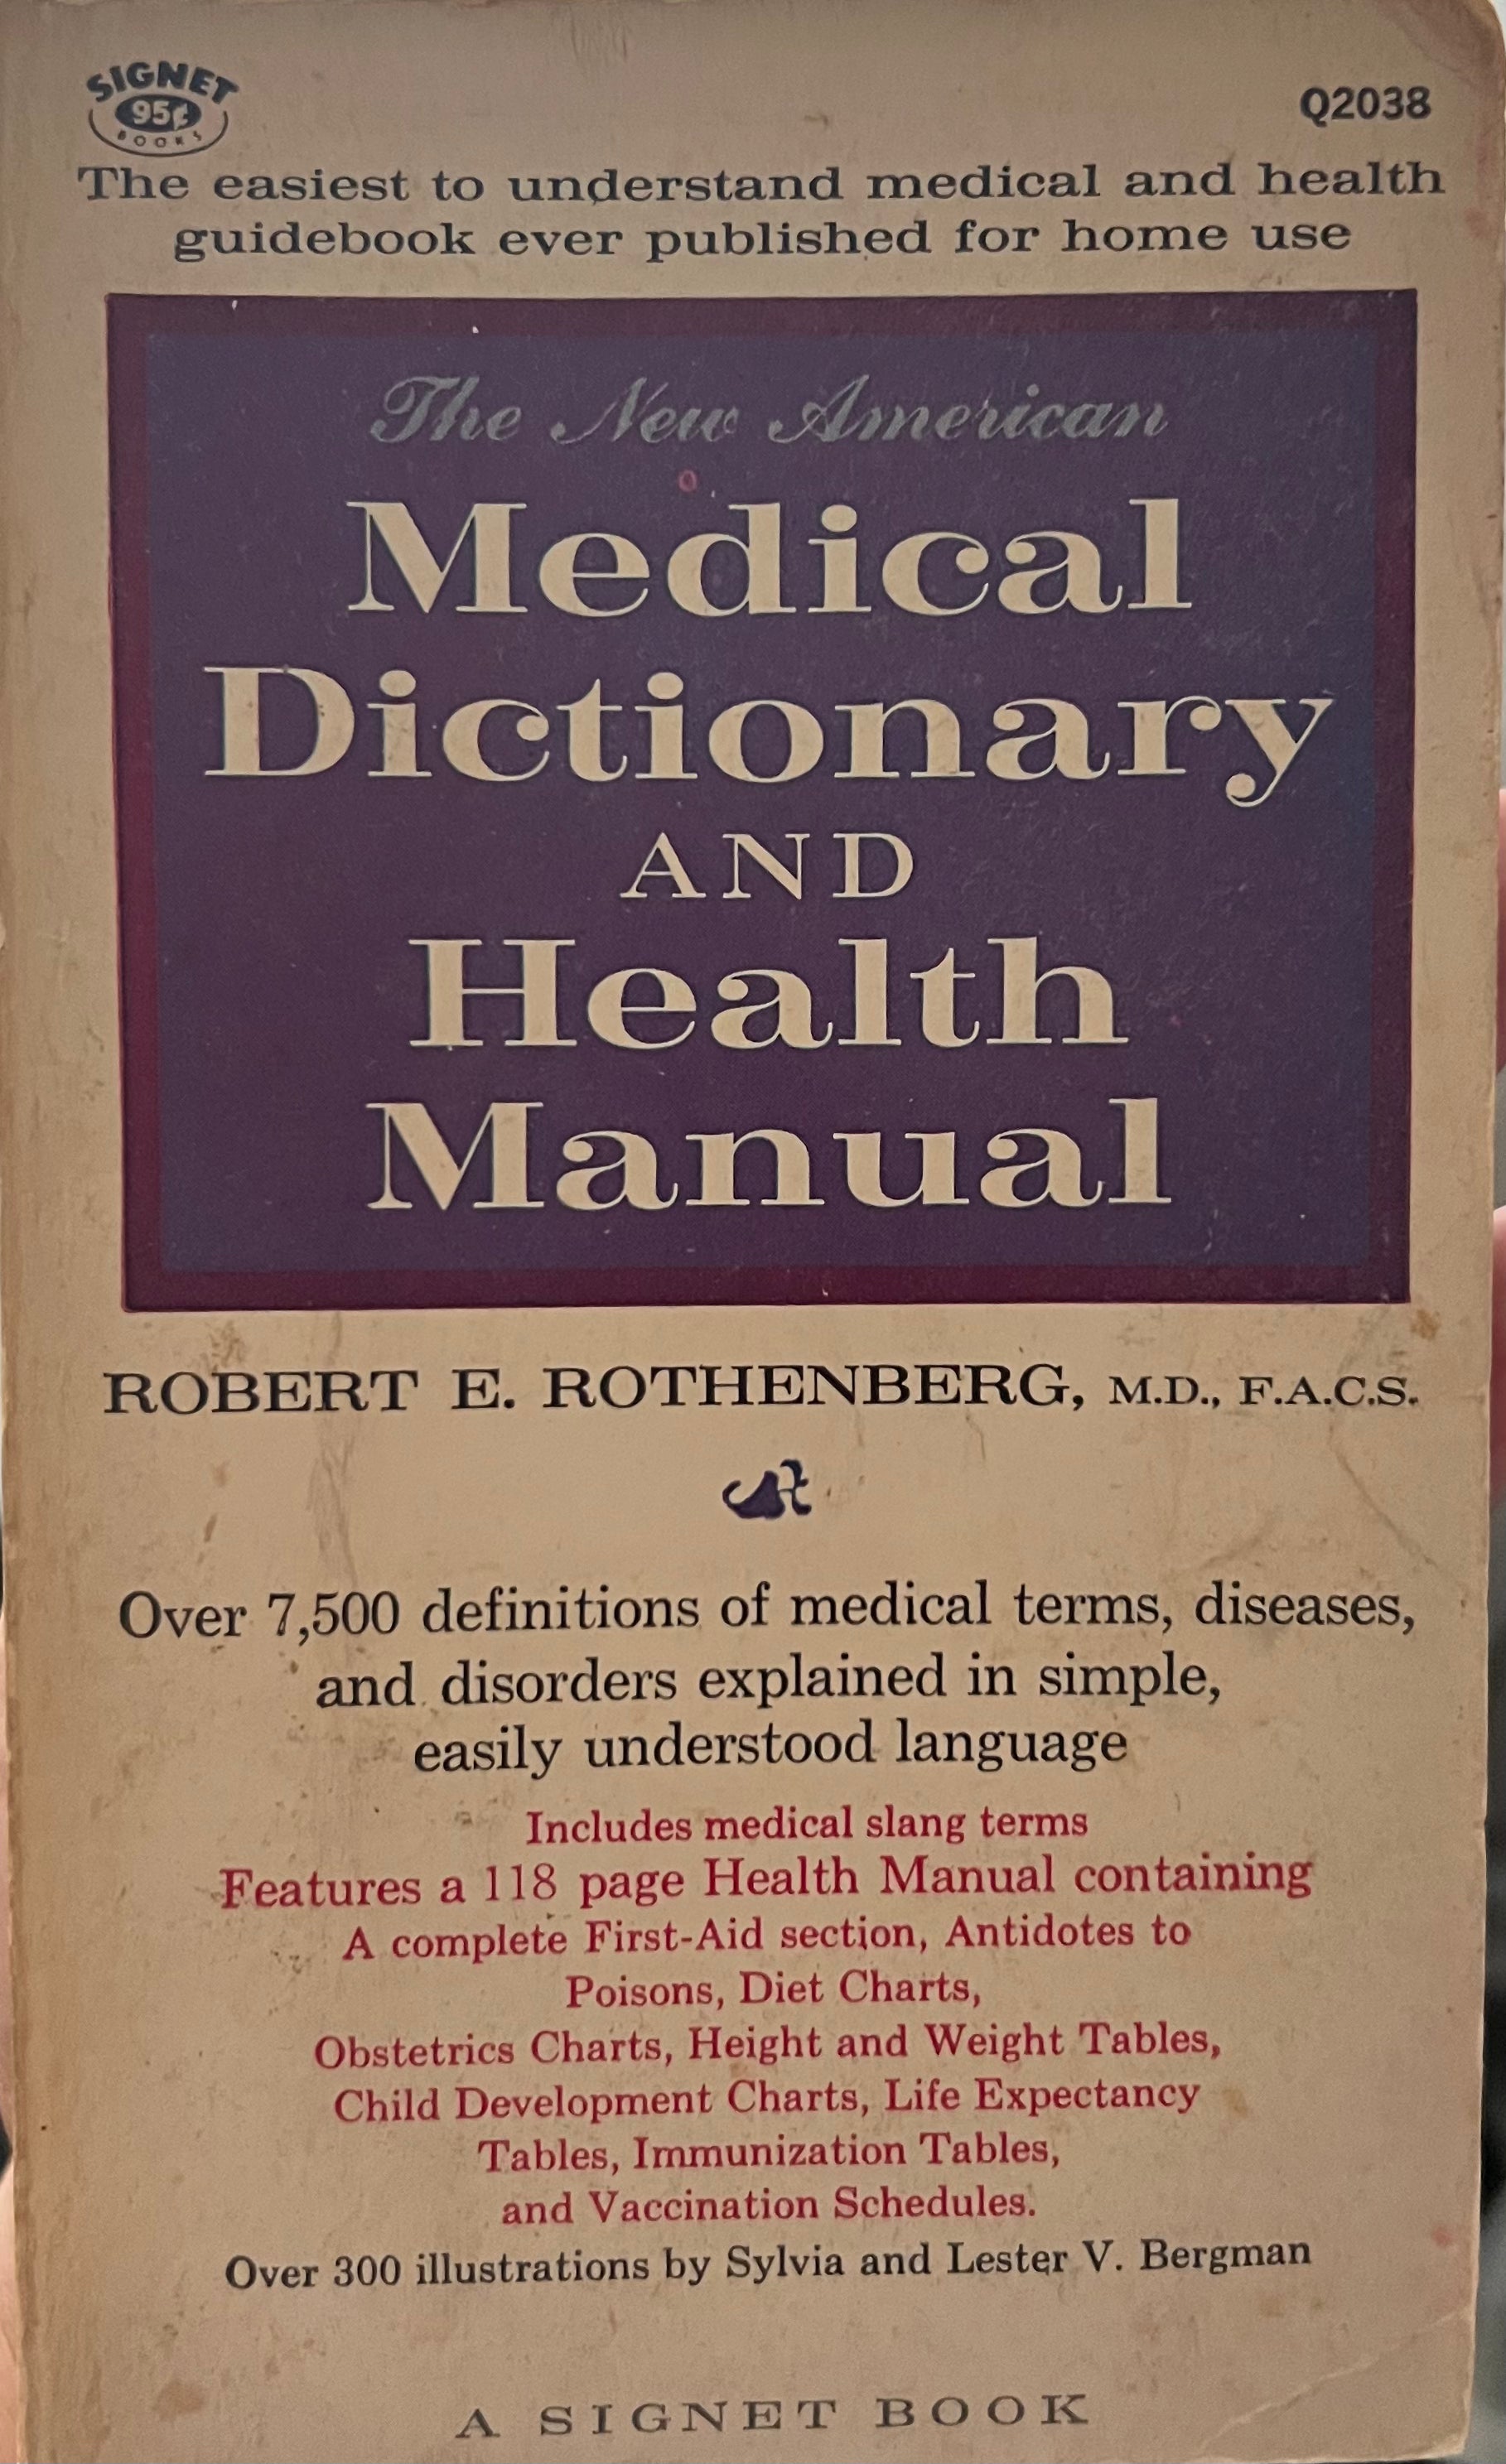 SIGNET
95¢
BOOKS
Q2038
The easiest to understand medical and health
guidebook ever published for home use
The New American
Medical
Dictionary
AND
Health
Manual
ROBERT E. ROTHENBERG, M.D., F.A.C.S.
Over 7,500 definitions of medical terms, diseases,
and disorders explained in simple,
easily understood language
Includes medical slang terms
Features a 118 page Health Manual containing
A complete First-Aid section, Antidotes to
Poisons, Diet Charts,
Obstetrics Charts, Height and Weight Tables,
Child Development Charts, Life Expectancy
Tables, Immunization Tables,
and Vaccination Schedules.
Over 300 illustrations by Sylvia and Lester V. Bergman
A SIGNET BOOK